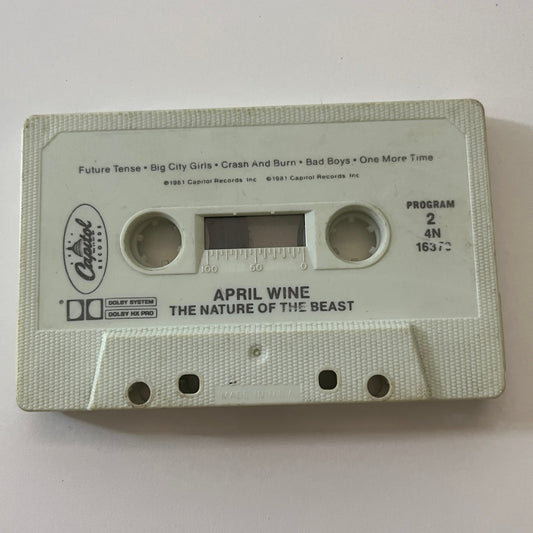 Future Tense • Big City Girls • Crash And Burn • Bad Boys • One More Time
℗1981 Capitol Records, Inc. ©1981 Capitol Records, Inc.
PROGRAM
2
4N
Capitol
RECORDS
100 50 0
APRIL WINE
THE NATURE OF THE BEAST
DOLBY SYSTEM
DOLBY HX PRO
MADE IN